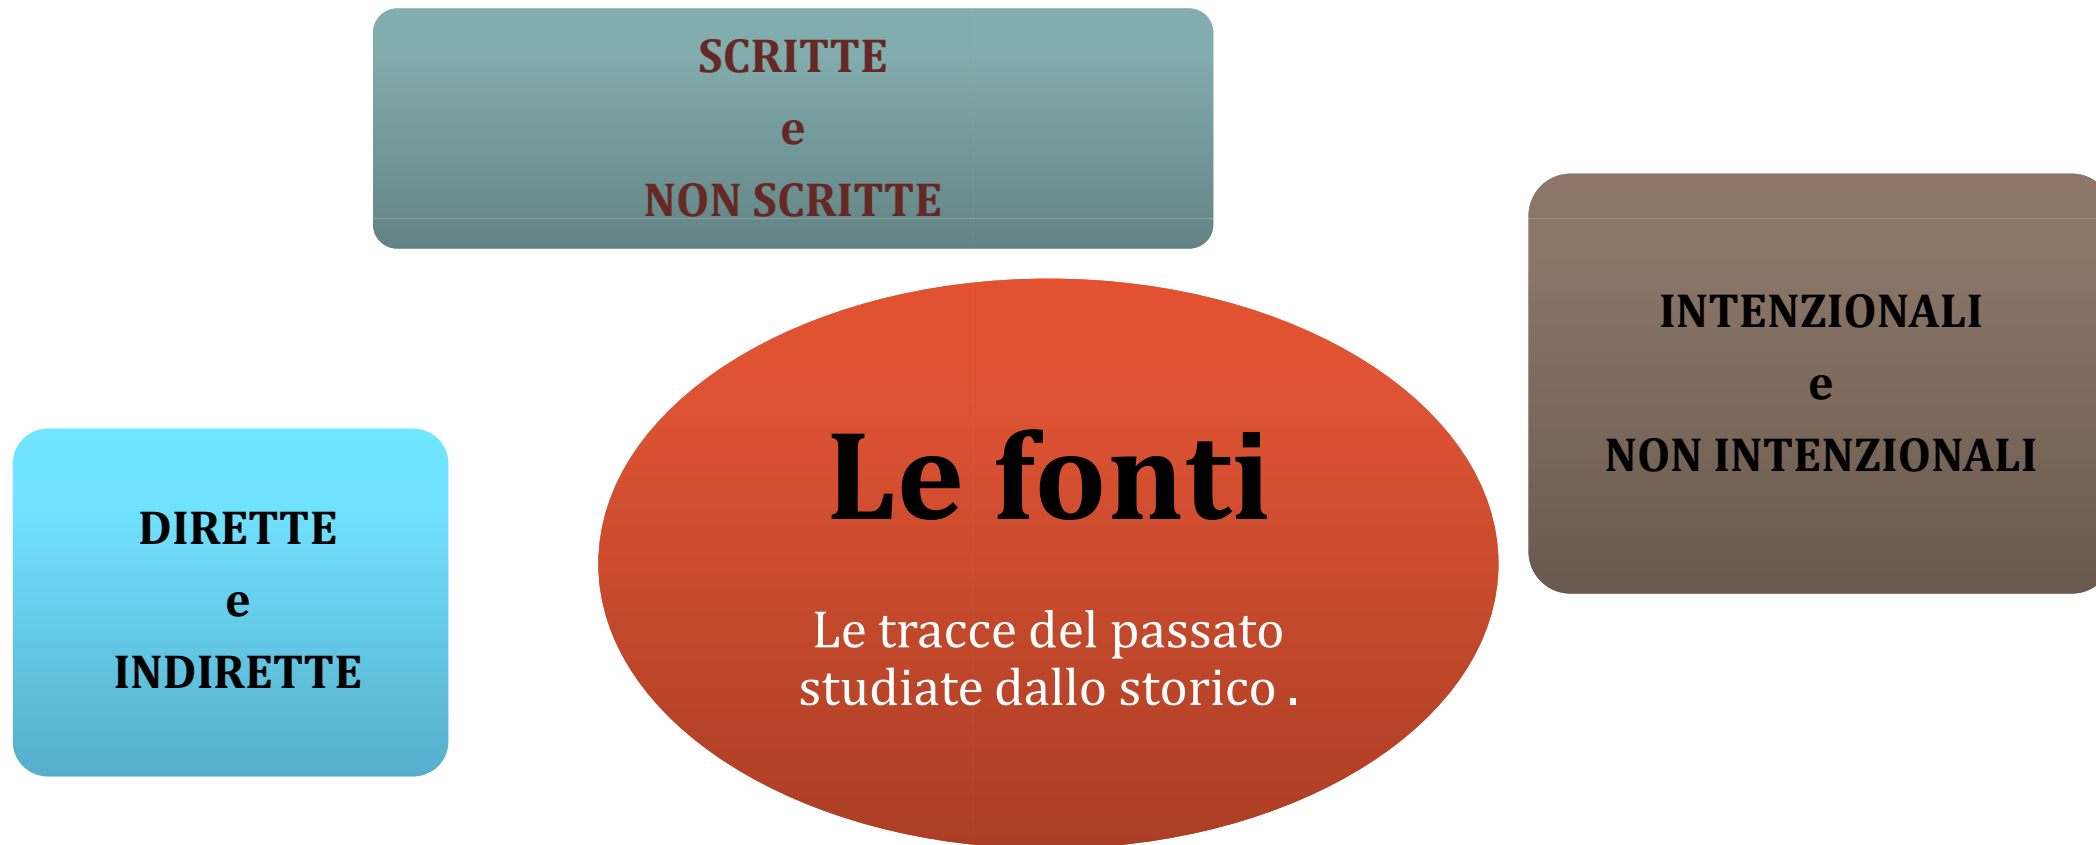 SCRITTE
e
NON SCRITTE
INTENZIONALI
e
NON INTENZIONALI
DIRETTE
e
INDIRETTE
Le fonti
Le tracce del passato
studiate dallo storico .